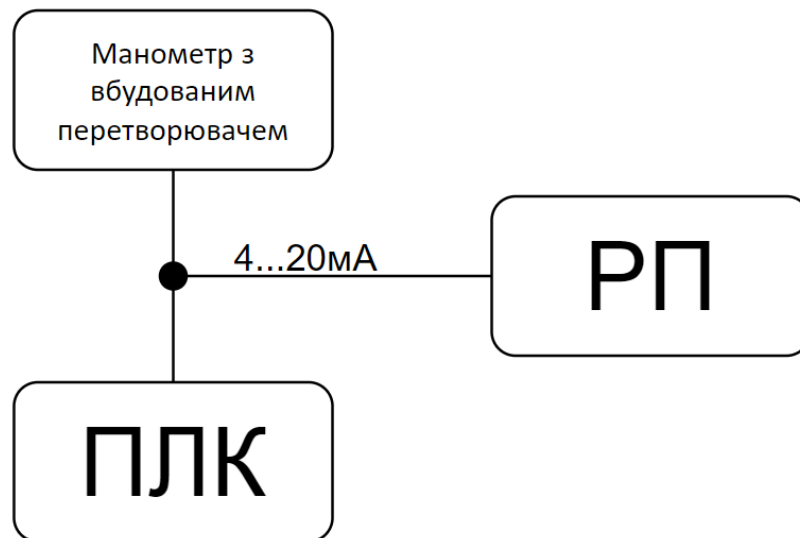 Манометр з
вбудованим
перетворювачем
4...20мА
РП
ПЛК